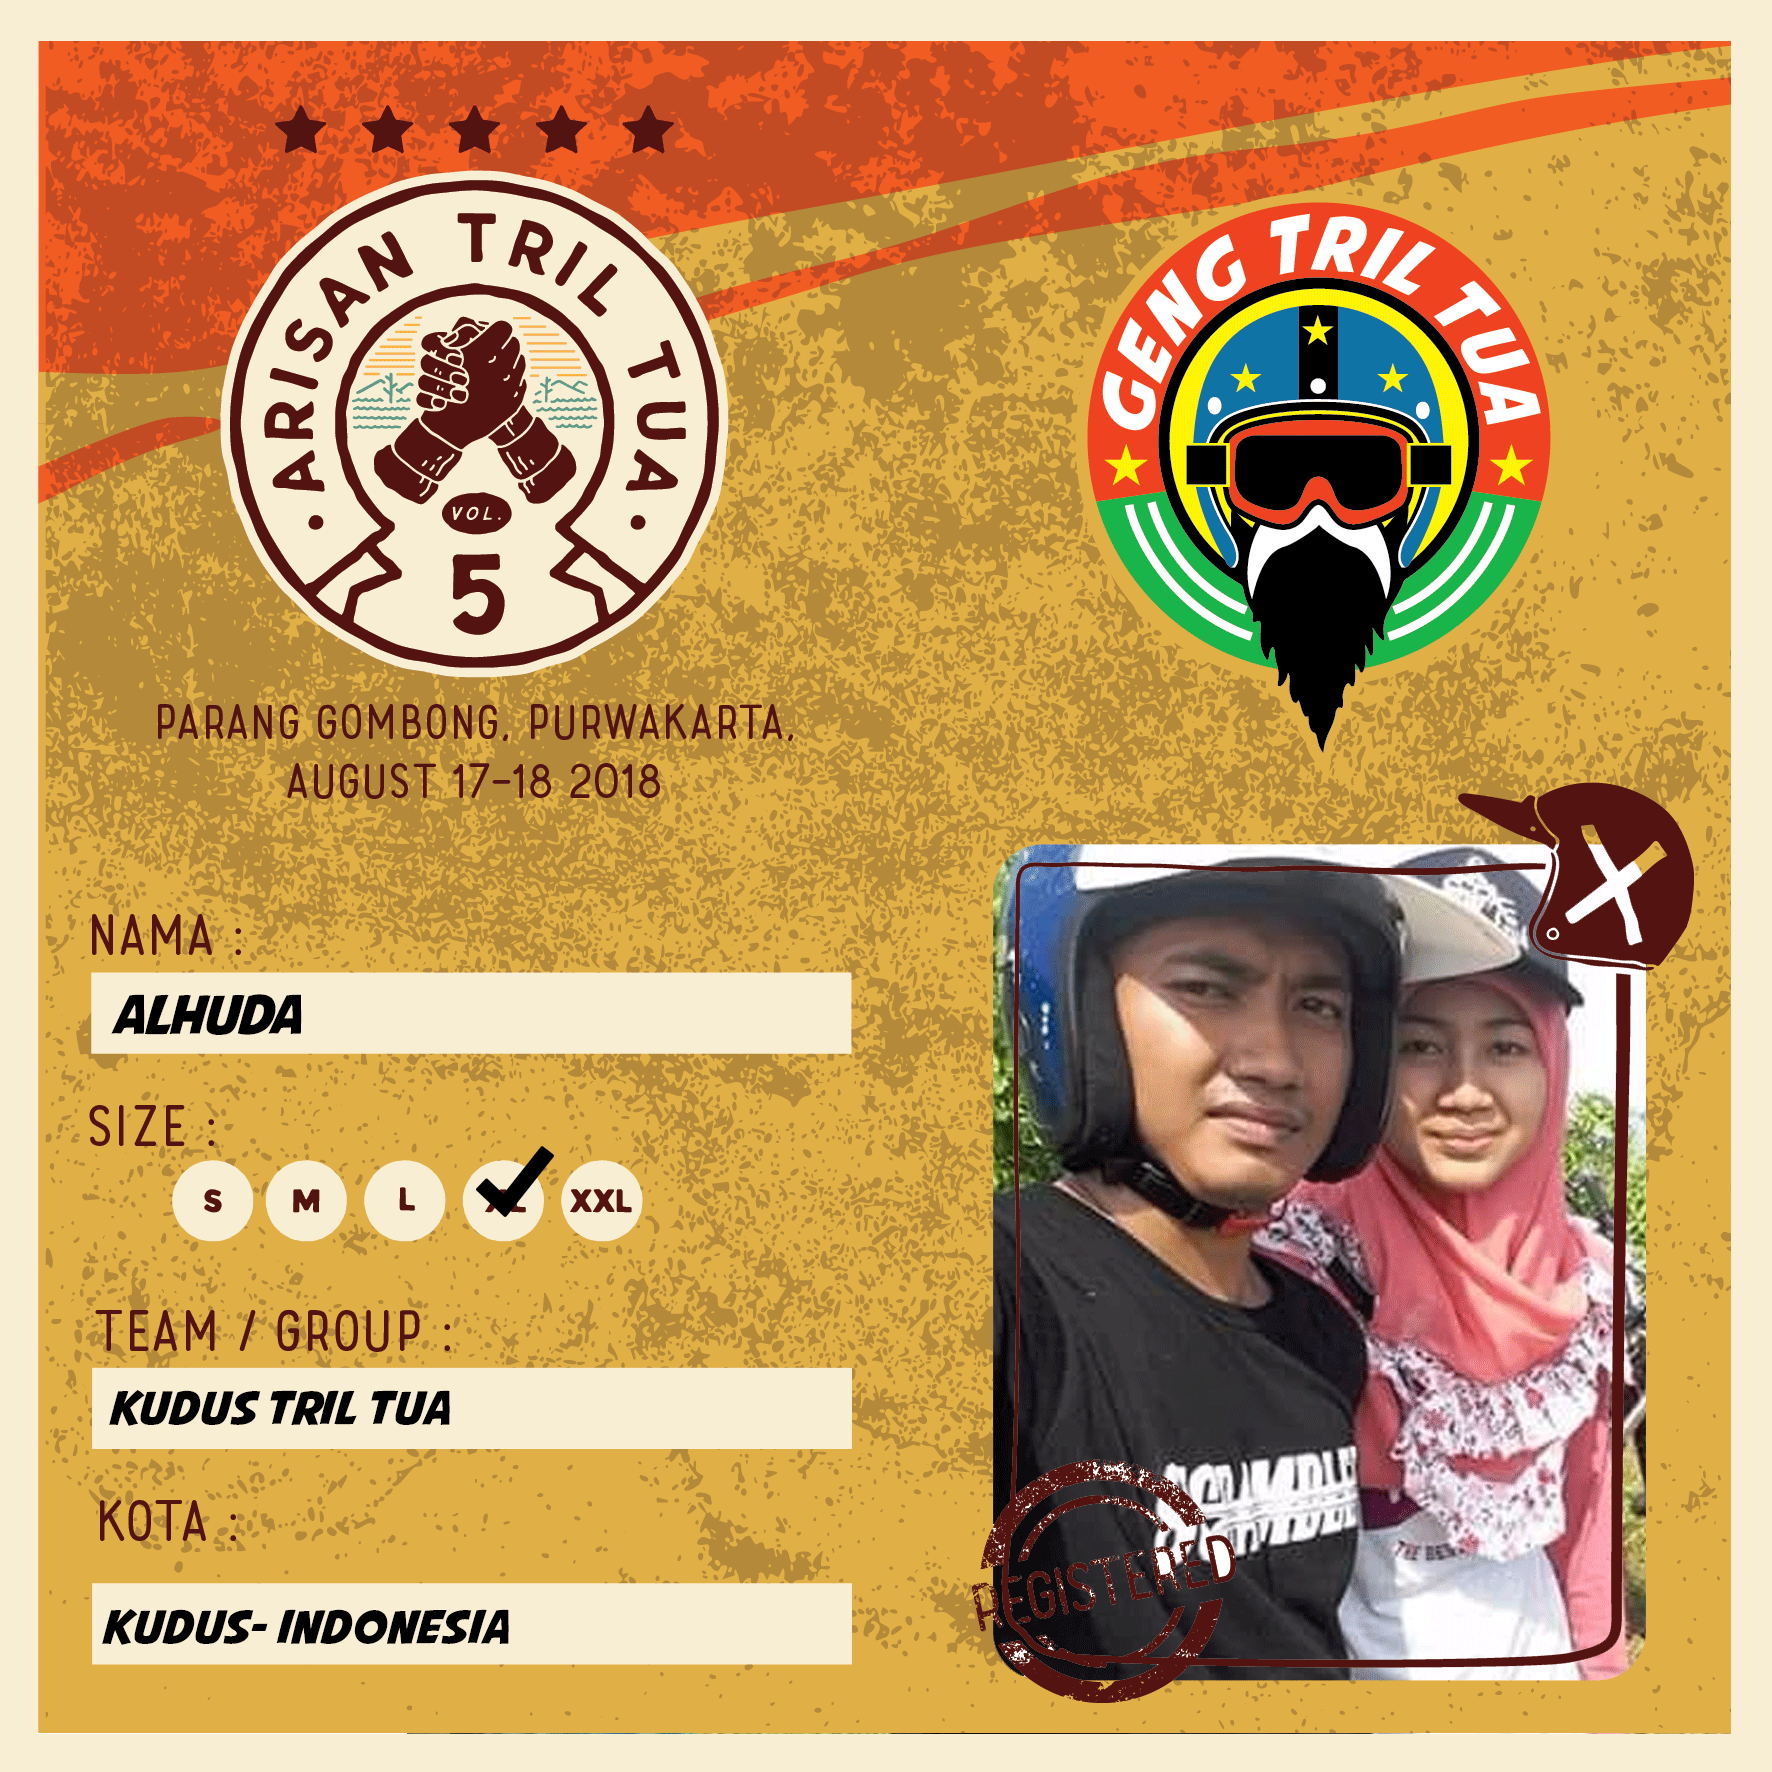 ARISAN TRIL TUA
VOL.
5
GENG TRIL TUA
PARANG GOMBONG, PURWAKARTA,
AUGUST 17-18 2018
NAMA :
ALHUDA
SIZE :
S M L XL XXL
TEAM / GROUP :
KUDUS TRIL TUA
KOTA :
KUDUS- INDONESIA
REGISTERED